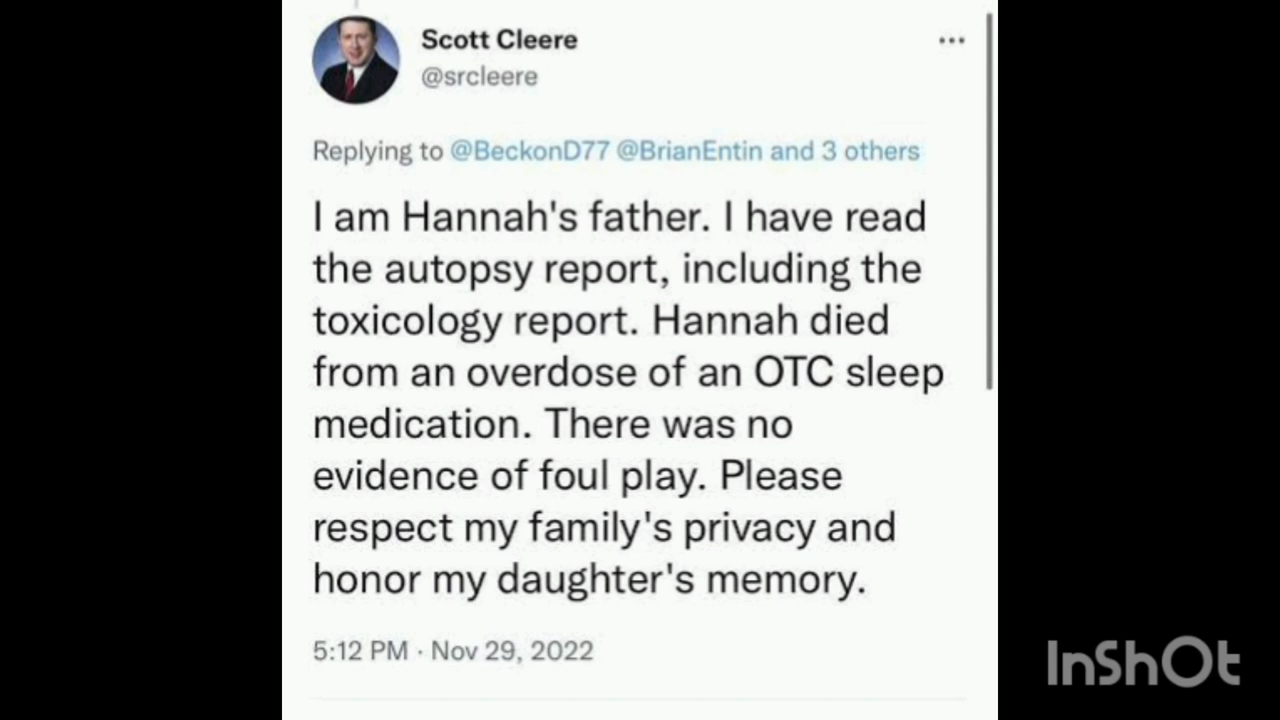 Scott Cleere
@srcleere
Replying to @BeckonD77 @BrianEntin and 3 others
I am Hannah's father. I have read
the autopsy report, including the
toxicology report. Hannah died
from an overdose of an OTC sleep
medication. There was no
evidence of foul play. Please
respect my family's privacy and
honor my daughter's memory.
5:12 PM · Nov 29, 2022
InShOt